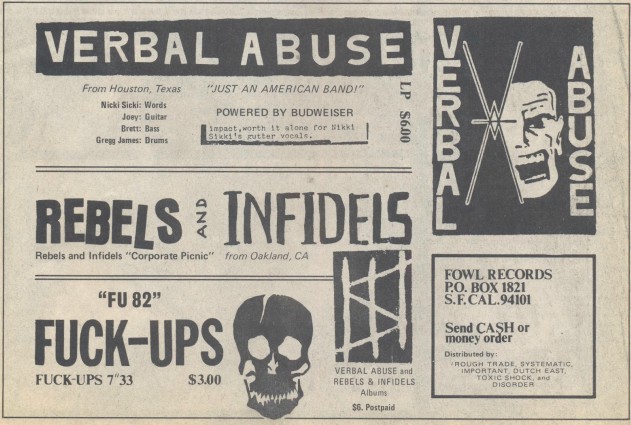 VERBAL ABUSE
From Houston, Texas
Nicki Sicki: Words
Joey: Guitar
Brett: Bass
Gregg James: Drums
"JUST AN AMERICAN BAND!"
POWERED BY BUDWEISER
impact,worth it alone for Nikki
Sikki's gutter vocals.
LP $6.00
REBELS AND INFIDELS
Rebels and Infidels "Corporate Picnic" from Oakland, CA
"FU 82"
FUCK-UPS
FUCK-UPS 7"33 $3.00
VERBAL ABUSE and
REBELS & INFIDELS
Albums
$6. Postpaid
VERBAL
ABUSE
FOWL RECORDS
P.O. BOX 1821
S.F. CAL. 94101
Send CA$H or
money order
Distributed by:
ROUGH TRADE, SYSTEMATIC,
IMPORTANT, DUTCH EAST,
TOXIC SHOCK, and
DISORDER